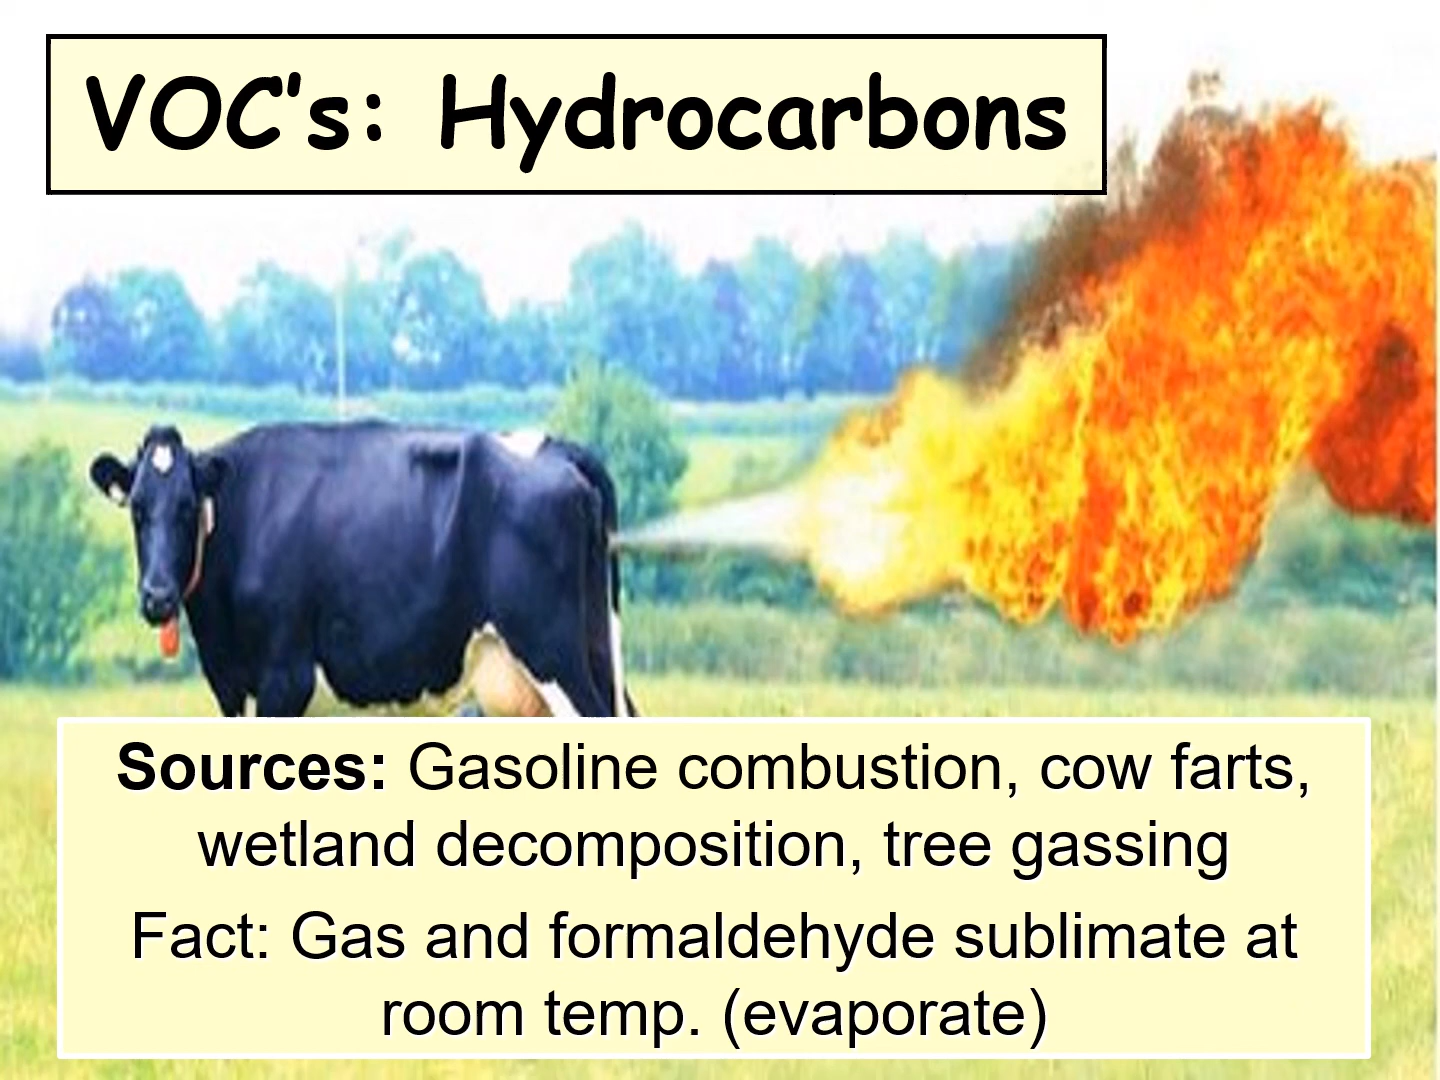 VOC's: Hydrocarbons
Sources: Gasoline combustion, cow farts,
wetland decomposition, tree gassing
Fact: Gas and formaldehyde sublimate at
room temp. (evaporate)